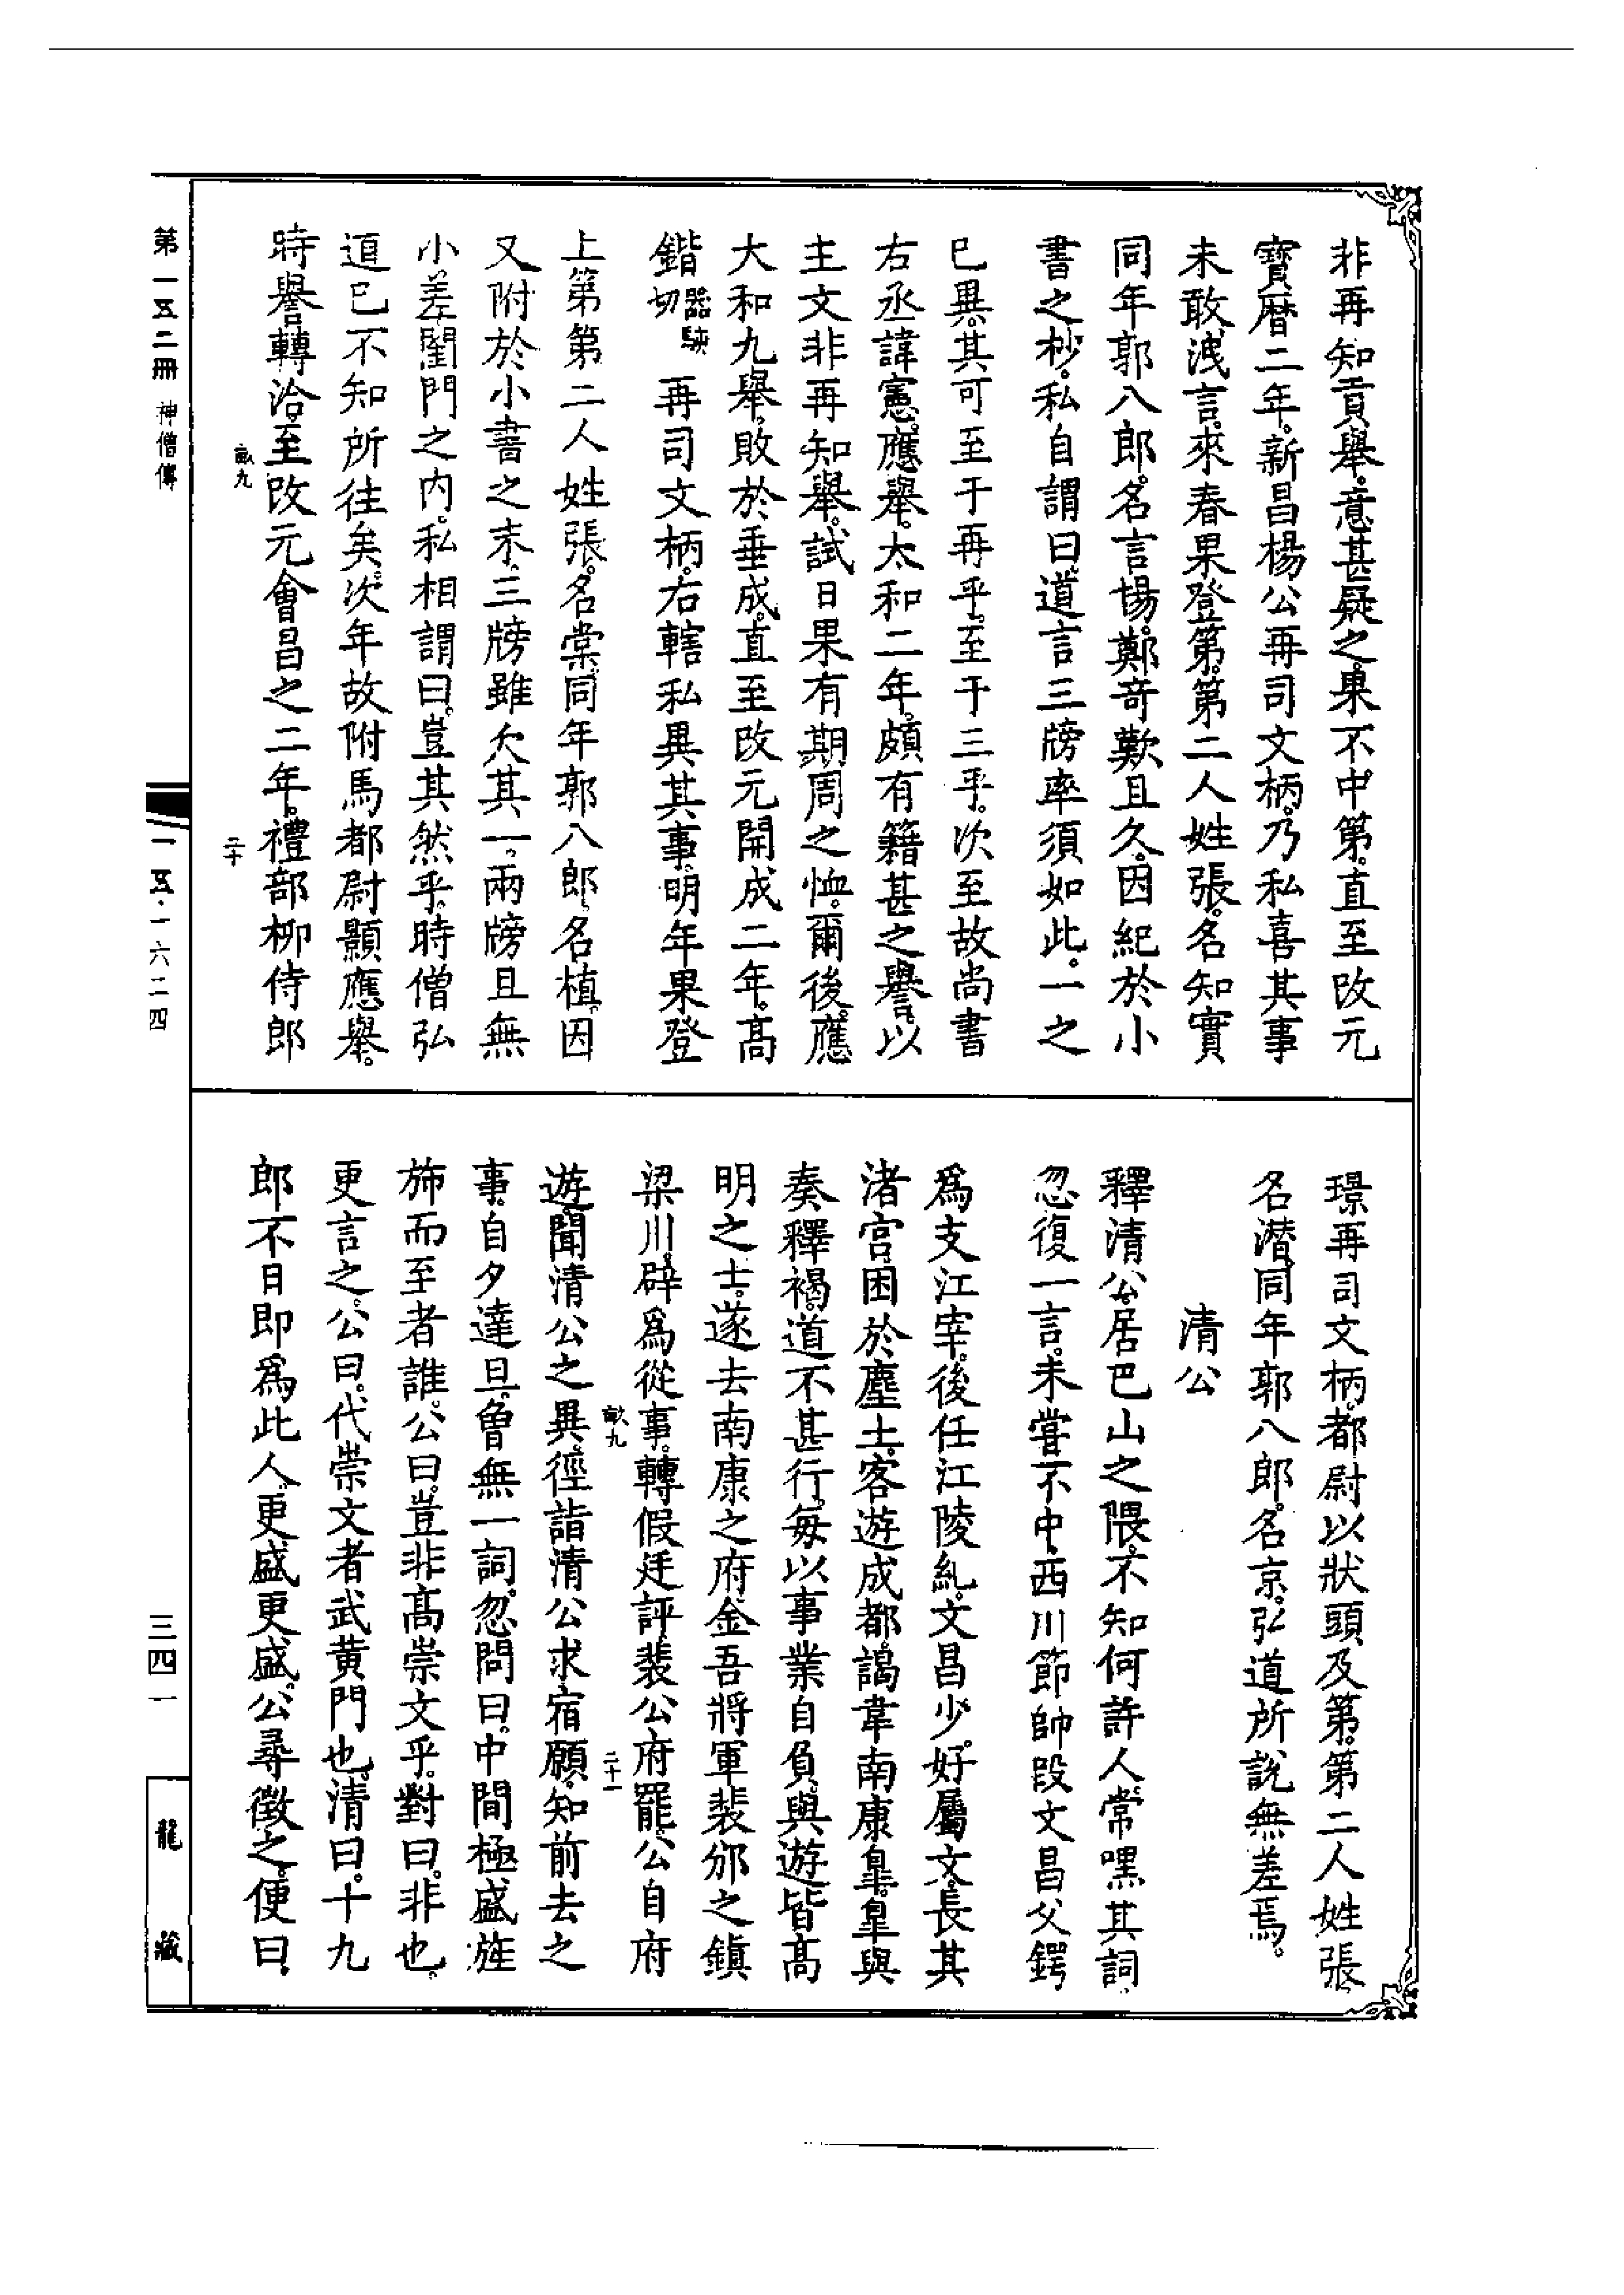 非再知貢舉。意甚疑之。果不中第。直至改元
寶曆二年。新昌楊公再司文柄。乃私喜其事
未敢洩言。來春果登第。第二人姓張。名知實
同年郭八郎。名言場。鄭奇歎且久。因紀於小
書之杪。私自謂曰。道言三牓率須如此。一之
已異。其可至于再乎。至于三乎。次至故尚書
右丞諱憲。應舉。太和二年。頗有籍甚之譽。以
主文非再知舉。試日果有期周之恤。爾後。應
大和九舉。敗於垂成。直至改元開成二年。高
鍇器駭切再司文柄。右轄私異其事。明年果登
上第第二人姓張。名棠。同年郭八郎。名植。因
又附於小書之末。三牓雖欠其一。兩牓且無
小差。閨門之內。私相謂曰。豈其然乎。時僧弘
道已不知所往矣。次年故附馬都尉顥應舉。
時譽轉洽。至改元會昌之二年。禮部柳侍郎
畝九
二十
璟再司文柄。都尉以狀頭及第。第二人姓張
名潛。同年郭八郎。名京。弘道所說無差焉。
清公
釋清公。居巴山之隈。不知何許人。常嘿其詞
忽復一言。未嘗不中。西川節帥段文昌父鍔
爲支江宰。後任江陵糺。文昌少。好屬文。長其
渚宮。困於塵土。客遊成都。謁韋南康臯。臯與
奏釋褐。道不甚行。每以事業自負。與遊皆高
明之士。遂去南康之府。金吾將軍裴邠之鎭
梁川。辟爲從事。轉假廷評。裴公府罷。公自府
畝九
二十一
遊。聞清公之異。徑詣清公求宿。願知前去之
事。自夕達旦。曾無一詞。忽問曰。中間極盛旌
斾而至者誰。公曰。豈非高崇文乎。對曰。非也。
更言之。公曰。代崇文者武黃門也。清曰。十九
郎不日即爲此人。更盛更盛。公尋徵之。便曰
第一五二冊 神僧傳
一五·一六二四
三四一
龍藏